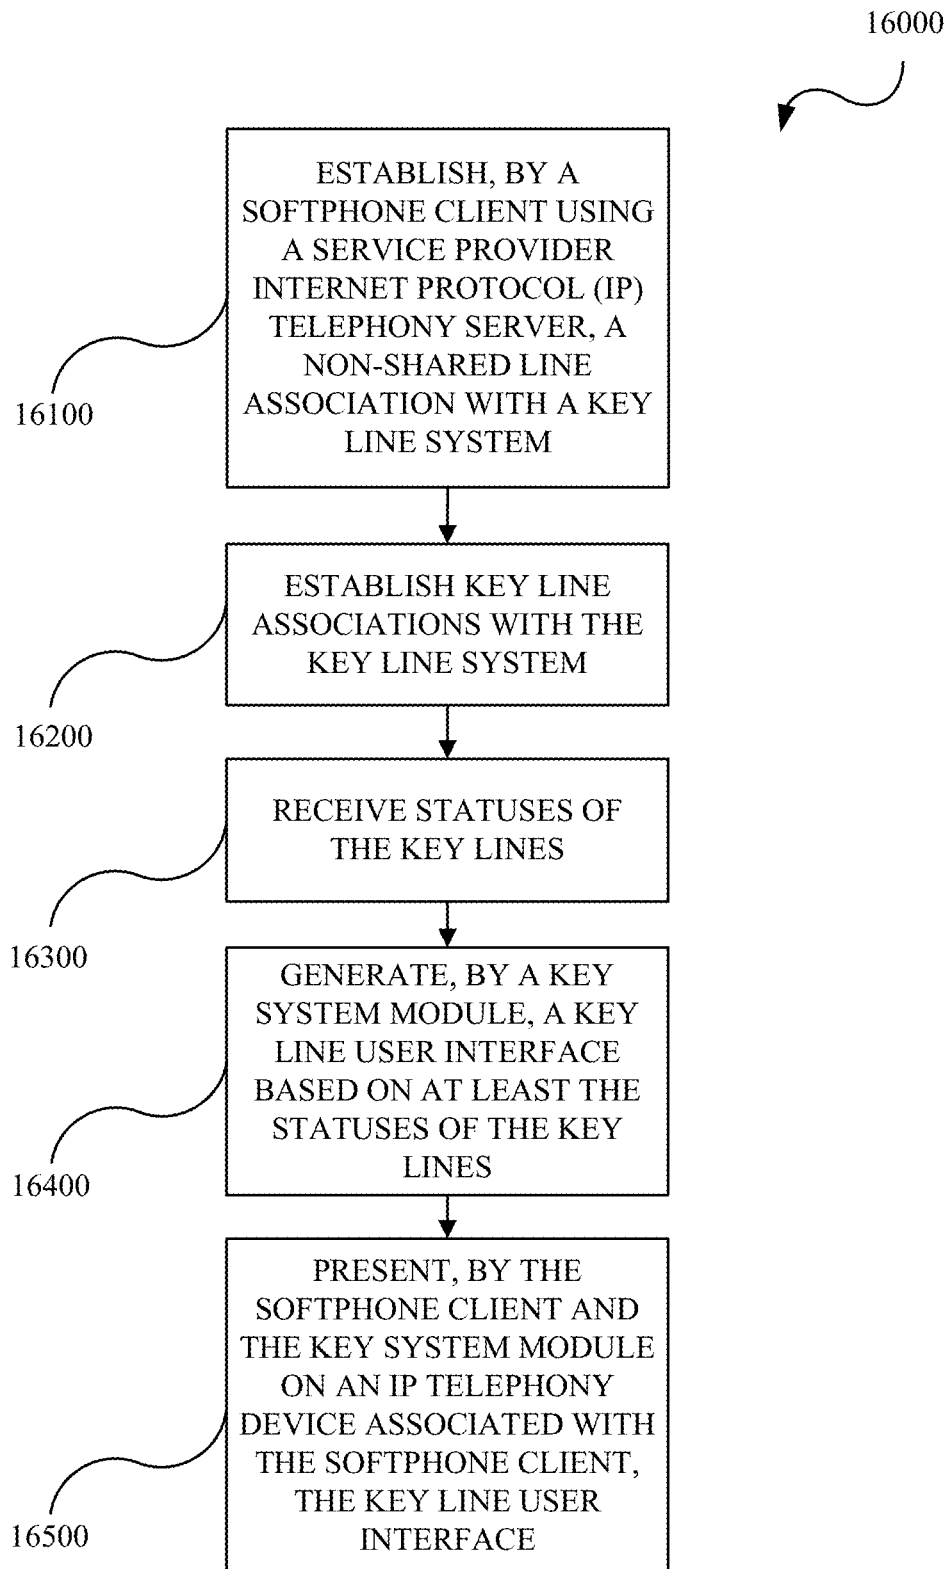 16000
ESTABLISH, BY A
SOFTPHONE CLIENT USING
A SERVICE PROVIDER
INTERNET PROTOCOL (IP)
TELEPHONY SERVER, A
NON-SHARED LINE
ASSOCIATION WITH A KEY
LINE SYSTEM
16100
ESTABLISH KEY LINE
ASSOCIATIONS WITH THE
KEY LINE SYSTEM
16200
RECEIVE STATUSES OF
THE KEY LINES
16300
GENERATE, BY A KEY
SYSTEM MODULE, A KEY
LINE USER INTERFACE
BASED ON AT LEAST THE
STATUSES OF THE KEY
LINES
16400
PRESENT, BY THE
SOFTPHONE CLIENT AND
THE KEY SYSTEM MODULE
ON AN IP TELEPHONY
DEVICE ASSOCIATED WITH
THE SOFTPHONE CLIENT,
THE KEY LINE USER
INTERFACE
16500